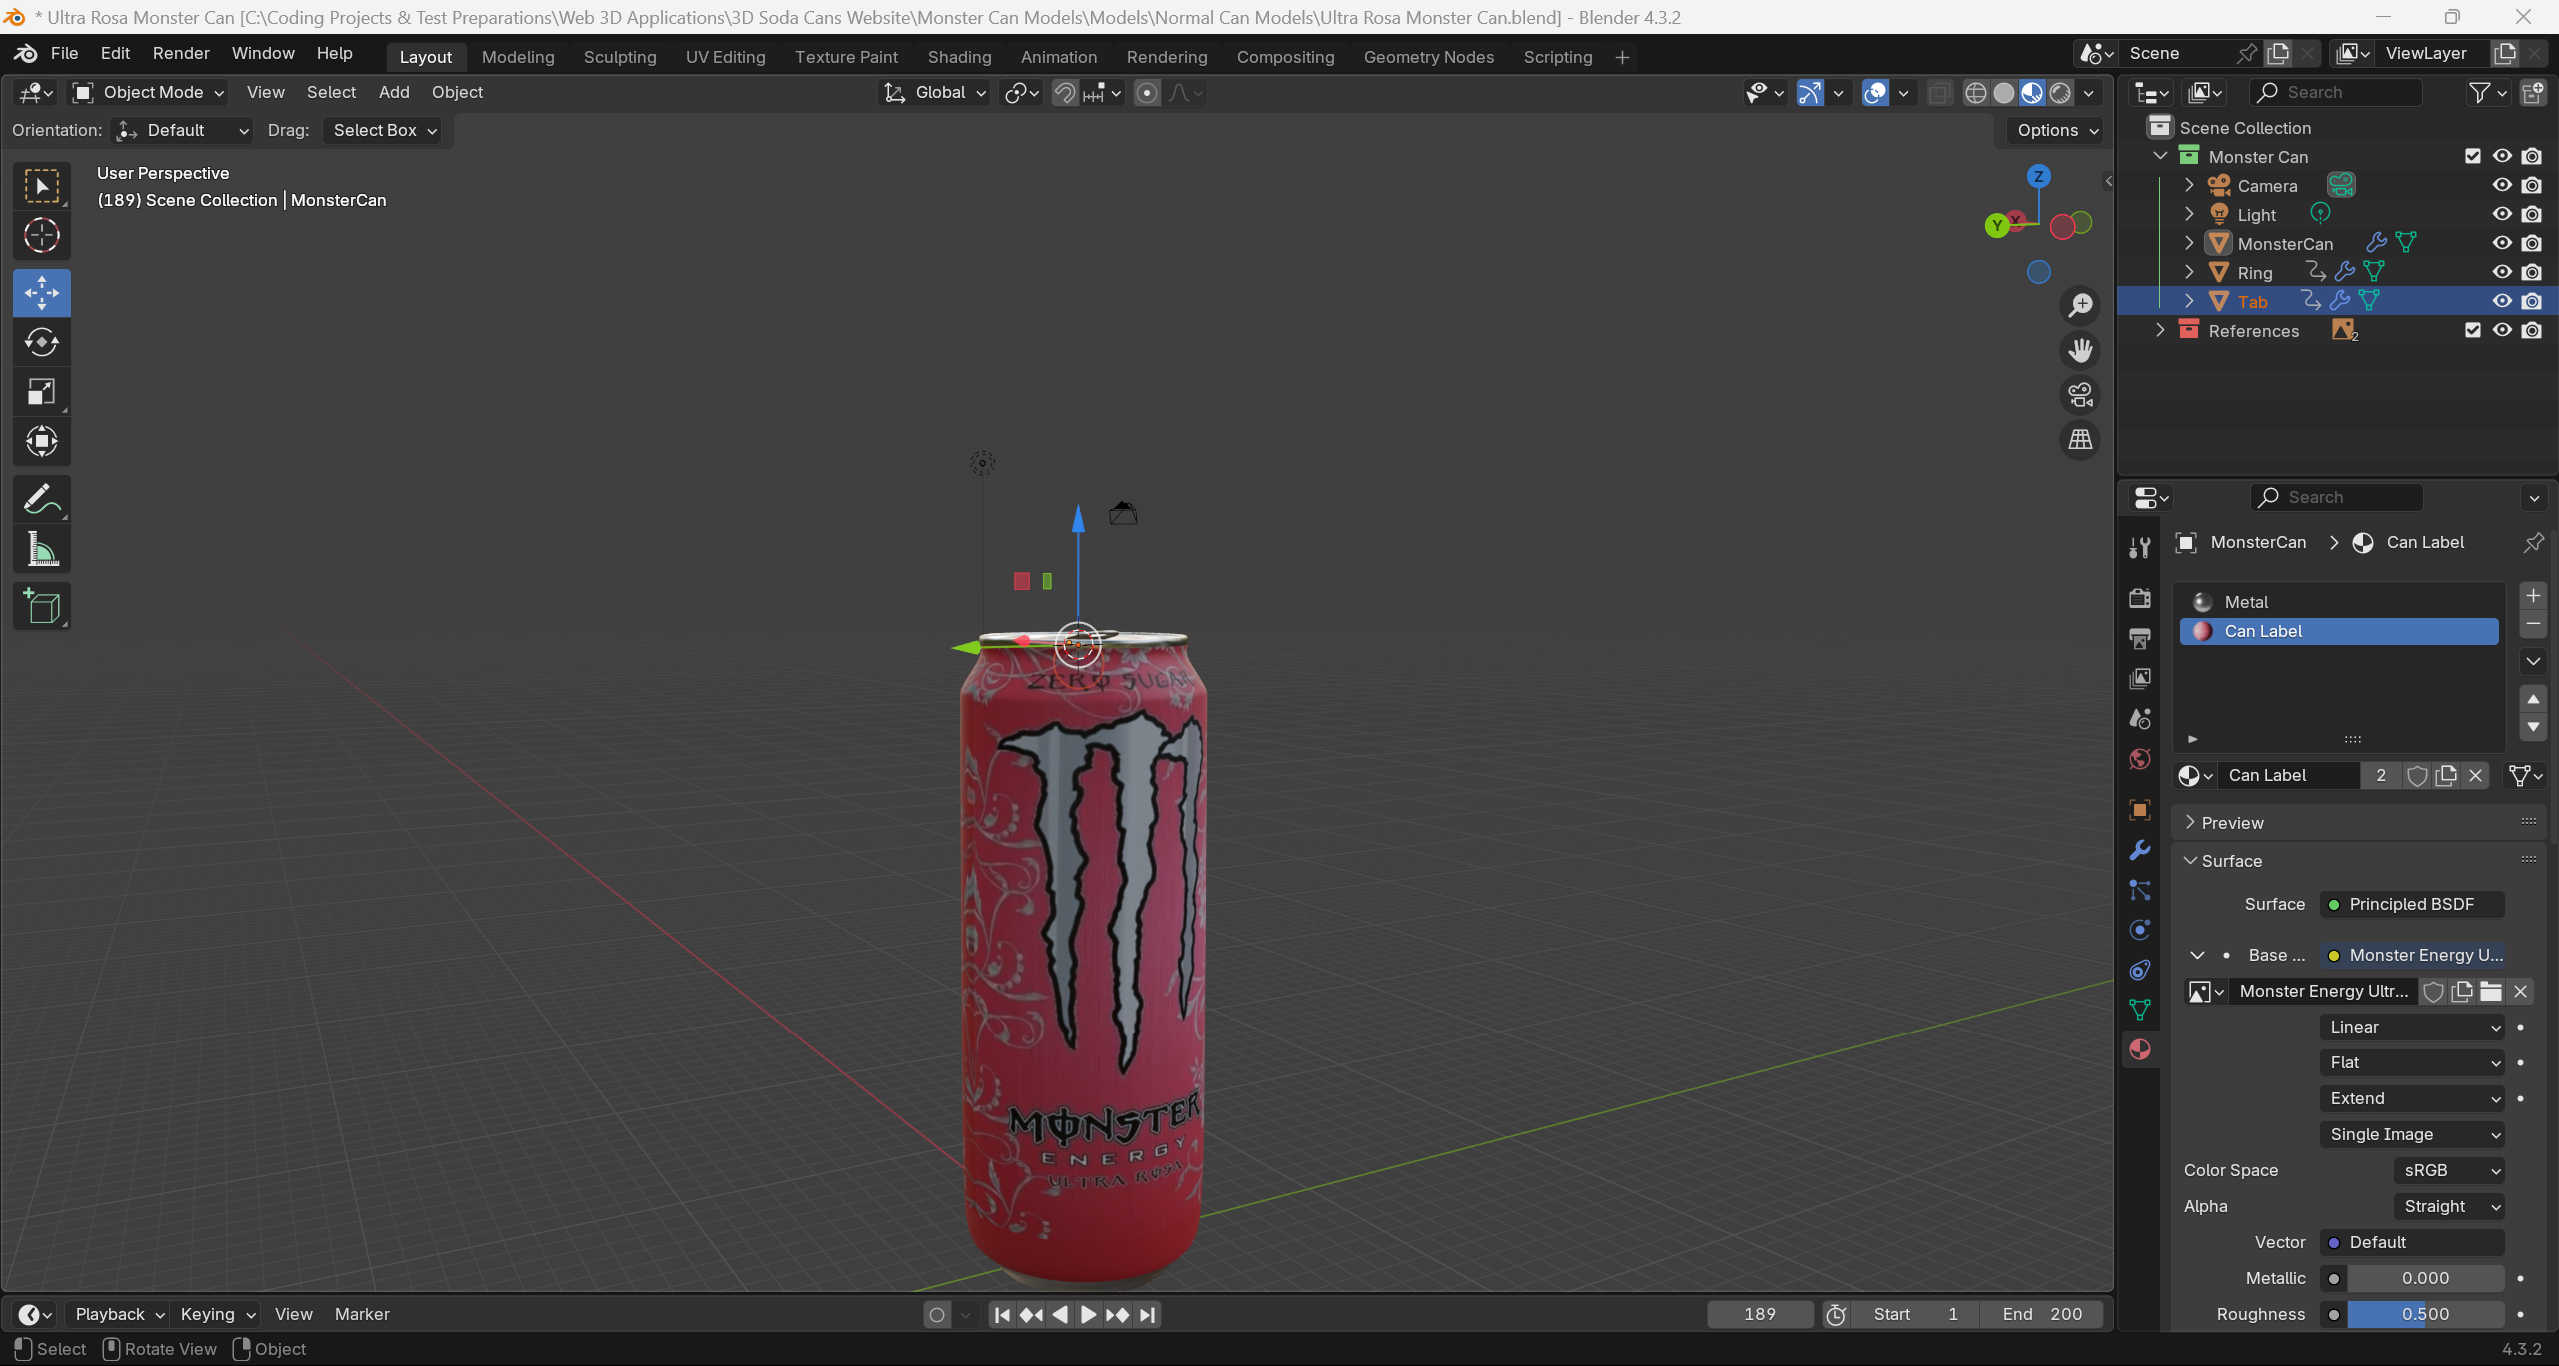 * Ultra Rosa Monster Can [C:\Coding Projects & Test Preparations\Web 3D Applications\3D Soda Cans Website\Monster Can Models\Models\Normal Can Models\Ultra Rosa Monster Can.blend] - Blender 4.3.2
File Edit Render Window Help Layout Modeling Sculpting UV Editing Texture Paint Shading Animation Rendering Compositing Geometry Nodes Scripting + Scene ViewLayer
Object Mode View Select Add Object Global Search
Orientation: Default Drag: Select Box Options
User Perspective
(189) Scene Collection | MonsterCan
Z
Y
X
ZERO SUGAR
MONSTER
ENERGY
ULTRA ROSA
Scene Collection
Monster Can
Camera
Light
MonsterCan
Ring
Tab
References 2
Search
MonsterCan > Can Label
Metal
Can Label
Can Label 2
Preview
Surface
Surface Principled BSDF
Base ... Monster Energy U...
Monster Energy Ultr...
Linear
Flat
Extend
Single Image
Color Space sRGB
Alpha Straight
Vector Default
Metallic 0.000
Roughness 0.500
Playback Keying View Marker 189 Start 1 End 200
Select Rotate View Object 4.3.2